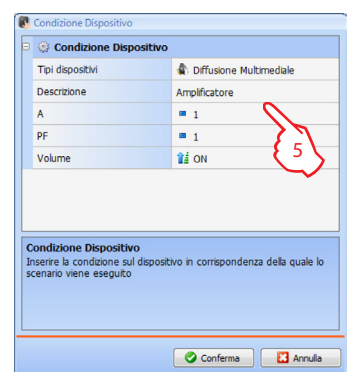 Condizione Dispositivo
Condizione Dispositivo
Tipi dispositivi Diffusione Multimediale
Descrizione Amplificatore
A 1
PF 1
Volume ON
5
Condizione Dispositivo
Inserire la condizione sul dispositivo in corrispondenza della quale lo
scenario viene eseguito
Conferma Annulla